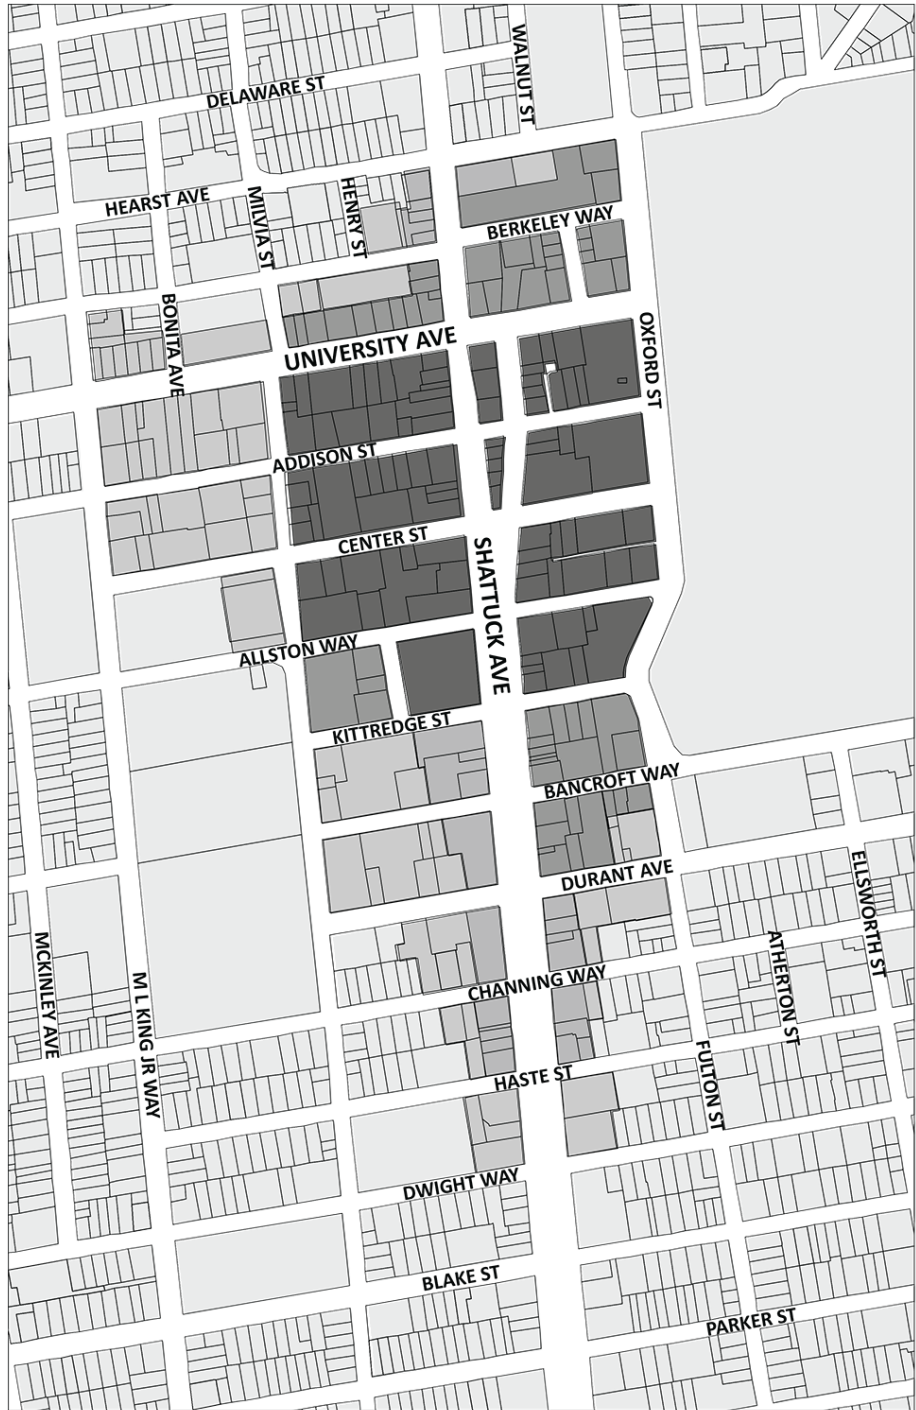 WALNUT ST
DELAWARE ST
HEARST AVE
MILVIA ST
HENRY ST
BERKELEY WAY
BONITA AVE
UNIVERSITY AVE
OXFORD ST
ADDISON ST
CENTER ST
SHATTUCK AVE
ALLSTON WAY
KITTREDGE ST
BANCROFT WAY
DURANT AVE
ELLSWORTH ST
MCKINLEY AVE
M L KING JR WAY
CHANNING WAY
ATHERTON ST
HASTE ST
FULTON ST
DWIGHT WAY
BLAKE ST
PARKER ST